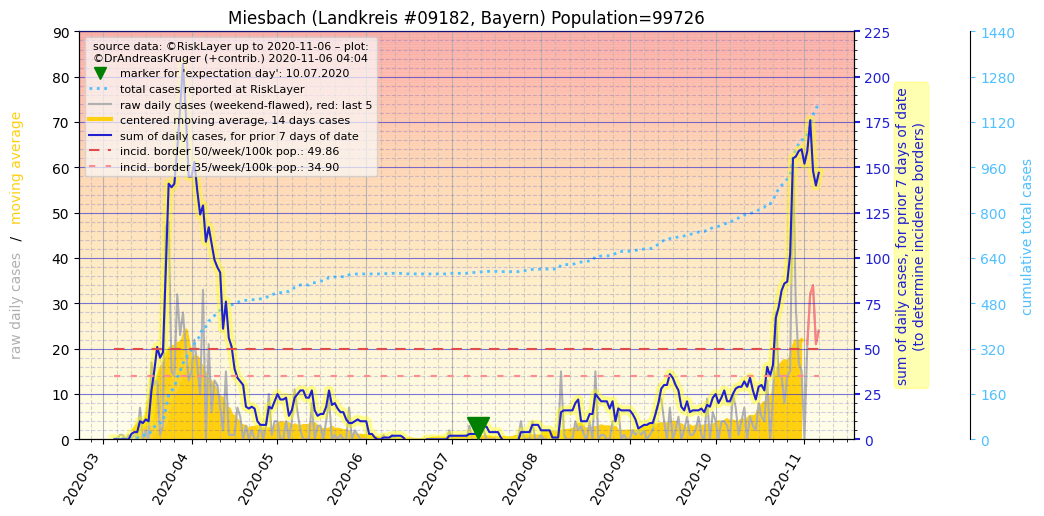 Miesbach (Landkreis #09182, Bayern) Population=99726
source data: ©RiskLayer up to 2020-11-06 – plot:
©DrAndreasKruger (+contrib.) 2020-11-06 04:04
marker for 'expectation day': 10.07.2020
total cases reported at RiskLayer
raw daily cases (weekend-flawed), red: last 5
centered moving average, 14 days cases
sum of daily cases, for prior 7 days of date
incid. border 50/week/100k pop.: 49.86
incid. border 35/week/100k pop.: 34.90
raw daily cases / moving average
90
80
70
60
50
40
30
20
10
0
225
200
175
150
125
100
75
50
25
0
sum of daily cases, for prior 7 days of date
(to determine incidence borders)
1440
1280
1120
960
800
640
480
320
160
0
cumulative total cases
2020-03
2020-04
2020-05
2020-06
2020-07
2020-08
2020-09
2020-10
2020-11